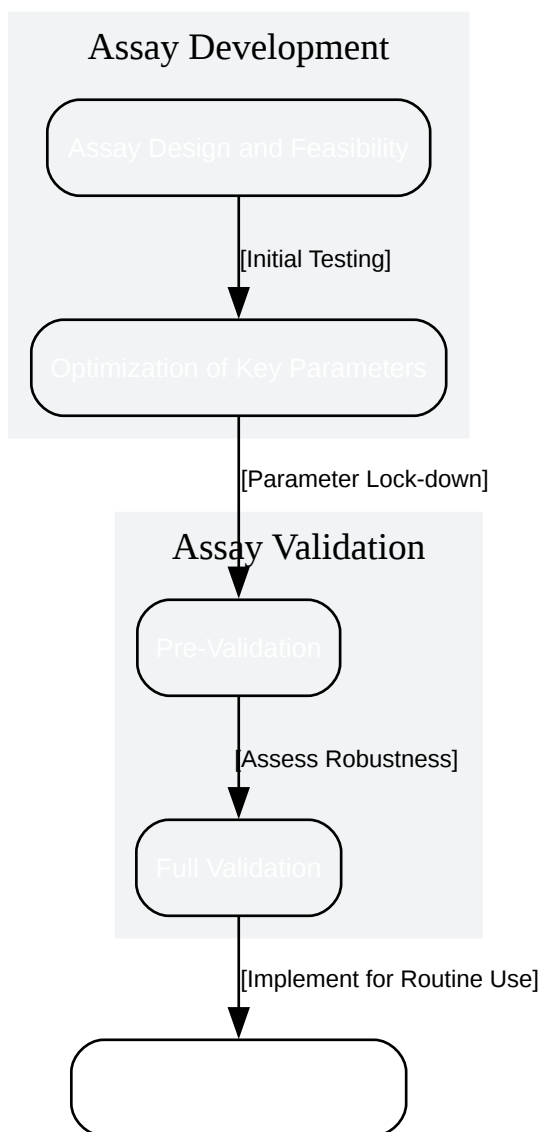 Assay Development
Assay Design and Feasibility
[Initial Testing]
Optimization of Key Parameters
[Parameter Lock-down]
Assay Validation
Pre-Validation
[Assess Robustness]
Full Validation
[Implement for Routine Use]